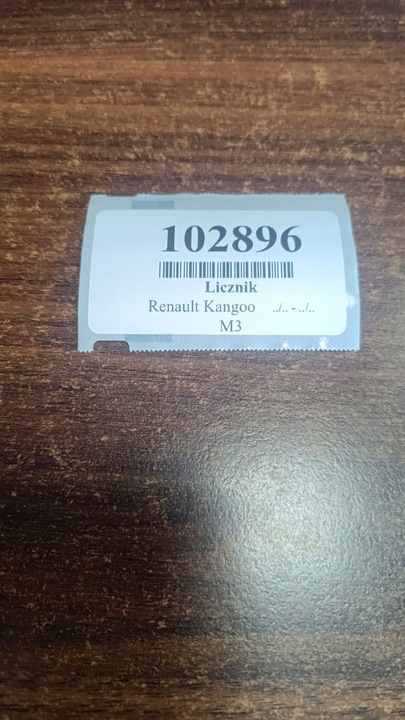 102896
Licznik
Renault Kangoo ../.. - ../..
M3